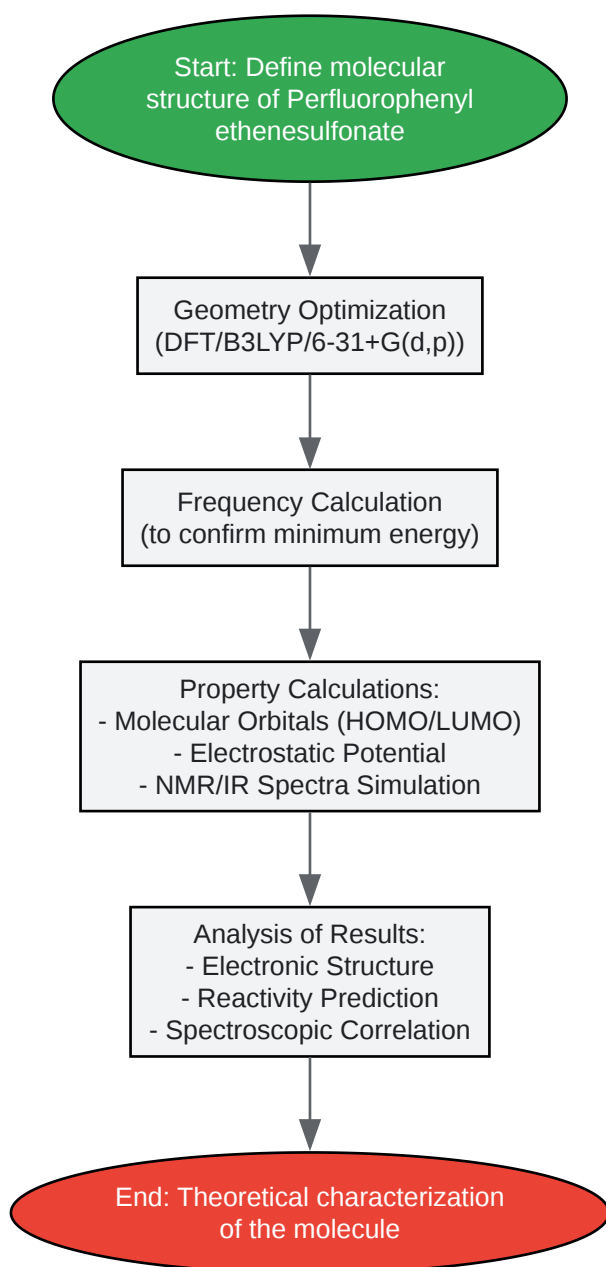 Start: Define molecular
structure of Perfluorophenyl
ethenesulfonate
Geometry Optimization
(DFT/B3LYP/6-31+G(d,p))
Frequency Calculation
(to confirm minimum energy)
Property Calculations:
- Molecular Orbitals (HOMO/LUMO)
- Electrostatic Potential
- NMR/IR Spectra Simulation
Analysis of Results:
- Electronic Structure
- Reactivity Prediction
- Spectroscopic Correlation
End: Theoretical characterization
of the molecule